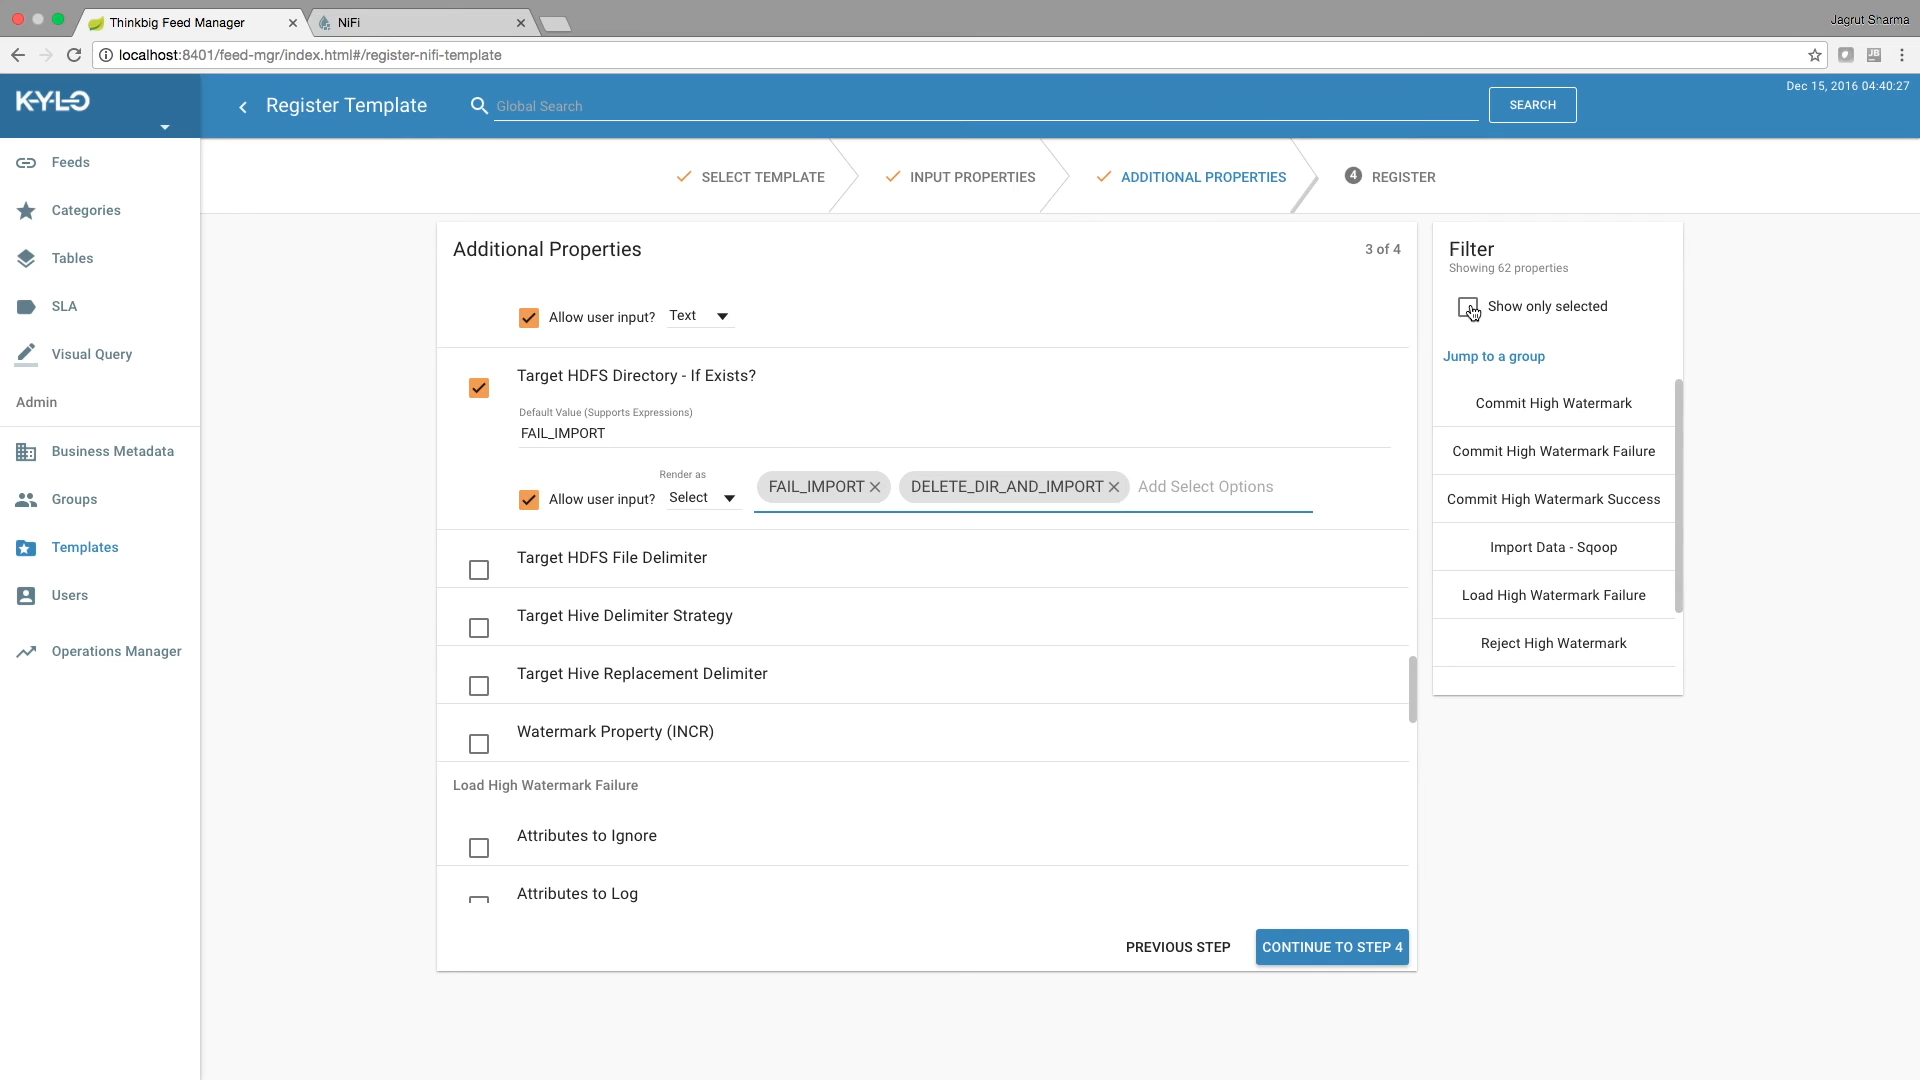 Thinkbig Feed Manager
NiFi
Jagrut Sharma
localhost:8401/feed-mgr/index.html#/register-nifi-template
KYLO
Register Template
Global Search
SEARCH
Dec 15, 2016 04:40:27
Feeds
Categories
Tables
SLA
Visual Query
Admin
Business Metadata
Groups
Templates
Users
Operations Manager
SELECT TEMPLATE
INPUT PROPERTIES
ADDITIONAL PROPERTIES
4 REGISTER
Additional Properties
3 of 4
Allow user input? Text
Target HDFS Directory - If Exists?
Default Value (Supports Expressions)
FAIL_IMPORT
Render as
Allow user input? Select FAIL_IMPORT DELETE_DIR_AND_IMPORT Add Select Options
Target HDFS File Delimiter
Target Hive Delimiter Strategy
Target Hive Replacement Delimiter
Watermark Property (INCR)
Load High Watermark Failure
Attributes to Ignore
Attributes to Log
PREVIOUS STEP
CONTINUE TO STEP 4
Filter
Showing 62 properties
Show only selected
Jump to a group
Commit High Watermark
Commit High Watermark Failure
Commit High Watermark Success
Import Data - Sqoop
Load High Watermark Failure
Reject High Watermark